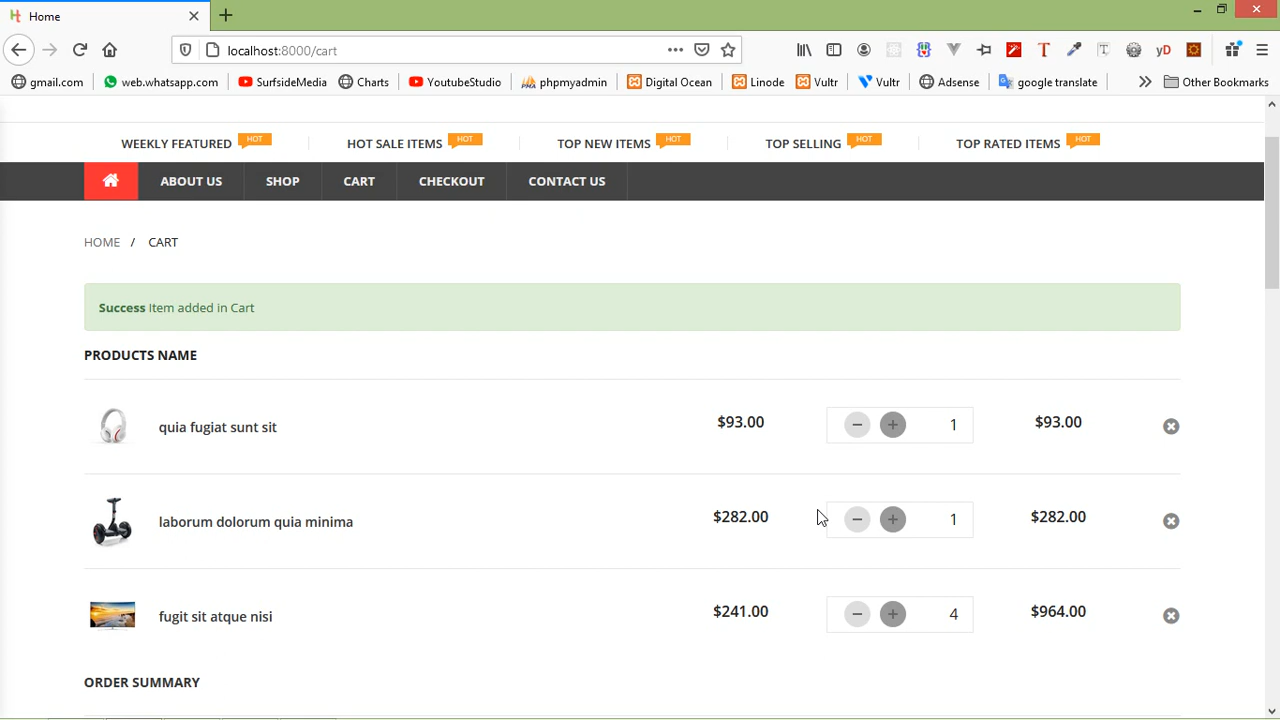 Home
localhost:8000/cart
gmail.com web.whatsapp.com SurfsideMedia Charts YoutubeStudio phpmyadmin Digital Ocean Linode Vultr Vultr Adsense google translate Other Bookmarks
WEEKLY FEATURED HOT HOT SALE ITEMS HOT TOP NEW ITEMS HOT TOP SELLING HOT TOP RATED ITEMS HOT
ABOUT US SHOP CART CHECKOUT CONTACT US
HOME / CART
Success Item added in Cart
PRODUCTS NAME
quia fugiat sunt sit $93.00 − + 1 $93.00
laborum dolorum quia minima $282.00 − + 1 $282.00
fugit sit atque nisi $241.00 − + 4 $964.00
ORDER SUMMARY